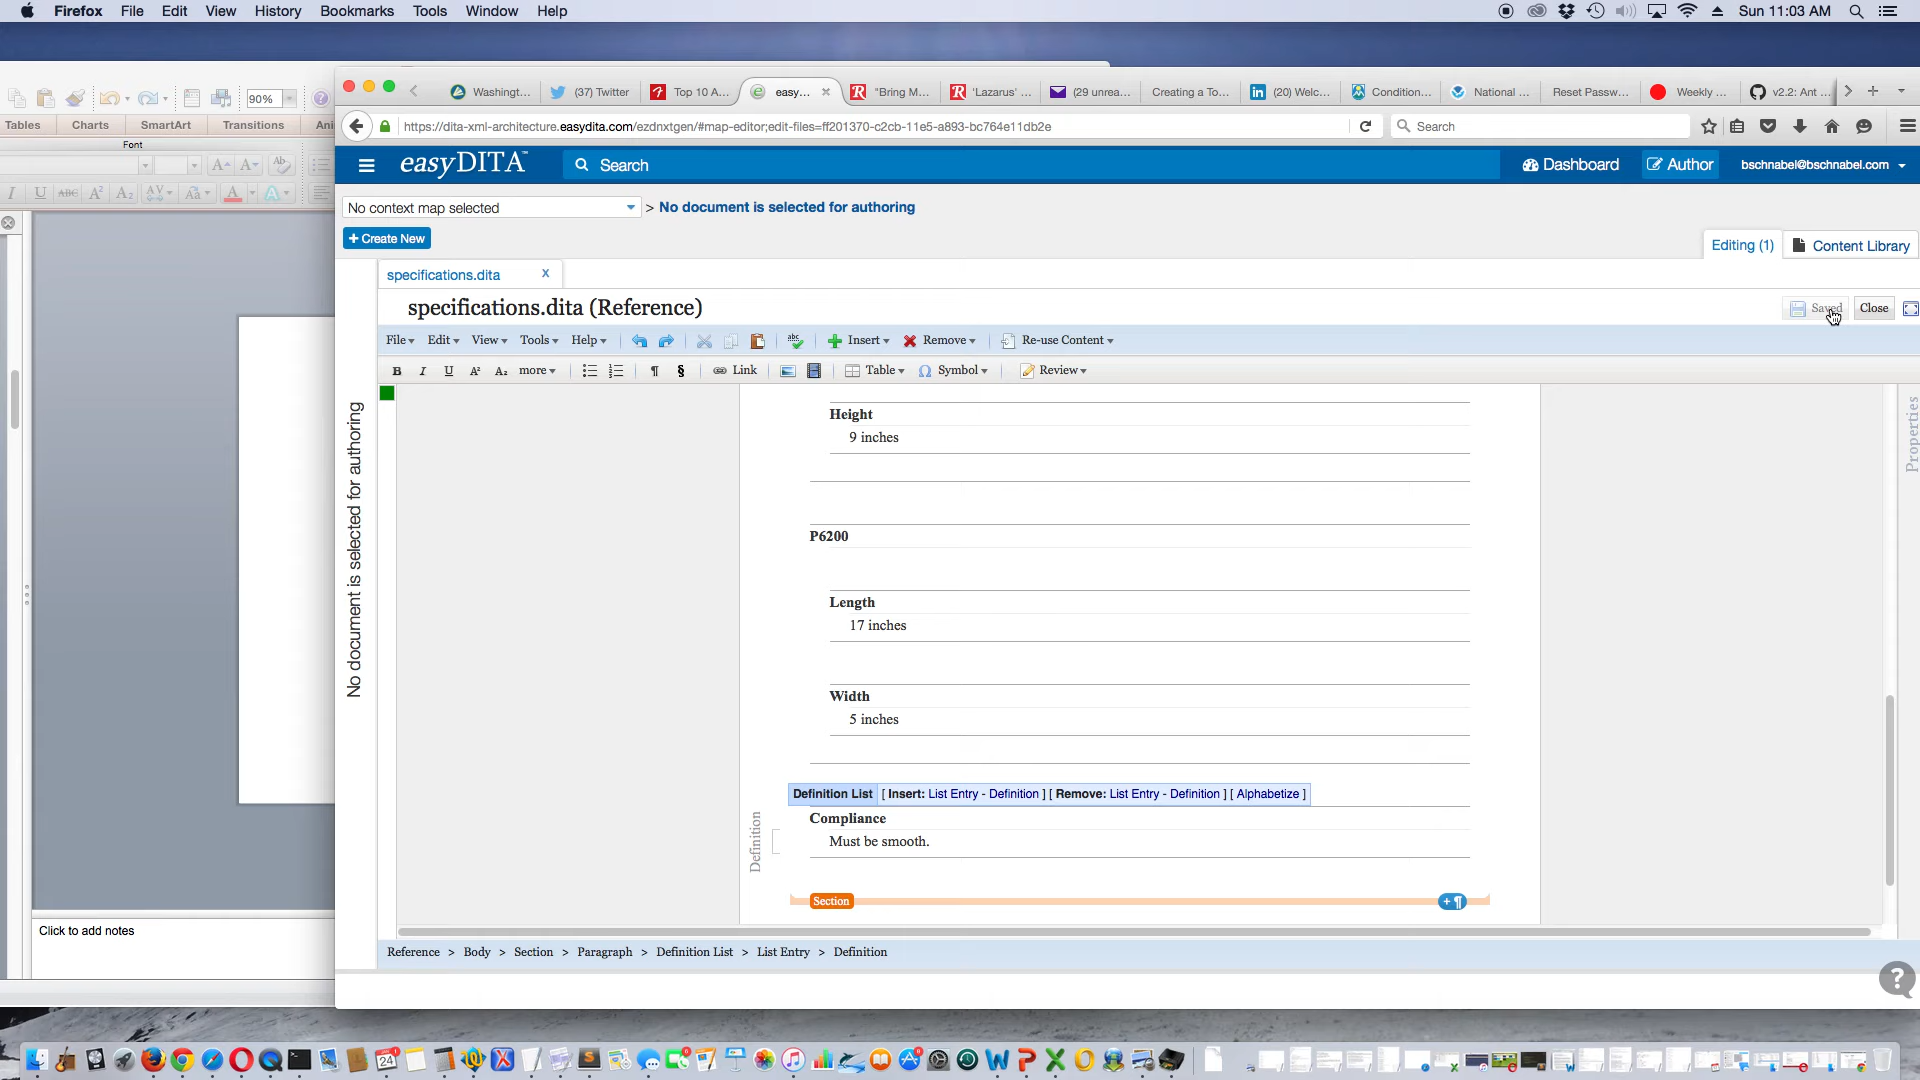 Firefox File Edit View History Bookmarks Tools Window Help Sun 11:03 AM
90%
Tables Charts SmartArt Transitions Ani
Font
Washingt... (37) Twitter Top 10 A... easy... "Bring M... 'Lazarus' ... (29 unrea... Creating a To... (20) Welc... Condition... National ... Reset Passw... Weekly ... v2.2: Ant ...
https://dita-xml-architecture.easydita.com/ezdnxtgen/#map-editor;edit-files=ff201370-c2cb-11e5-a893-bc764e11db2e Search
easyDITA™ Search Dashboard Author bschnabel@bschnabel.com
No context map selected > No document is selected for authoring
+ Create New
Editing (1) Content Library
specifications.dita x
specifications.dita (Reference) Saved Close
File Edit View Tools Help Insert Remove Re-use Content
B I U A² A₂ more ¶ § Link Table Ω Symbol Review
No document is selected for authoring
Properties
Height
9 inches
P6200
Length
17 inches
Width
5 inches
Definition List [ Insert: List Entry - Definition ] [ Remove: List Entry - Definition ] [ Alphabetize ]
Definition
Compliance
Must be smooth.
Section + ¶
Click to add notes
Reference > Body > Section > Paragraph > Definition List > List Entry > Definition
?